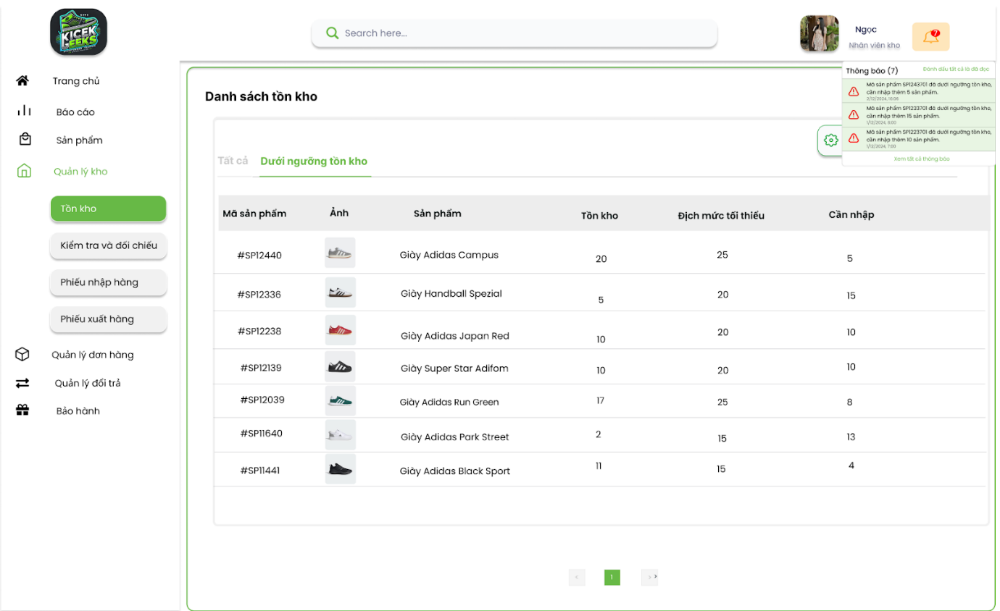 KICEK
GEEKS
Search here...
Ngọc
Nhân viên kho
7
Thông báo (7)
Đánh dấu tất cả là đã đọc
Mã sản phẩm SP1243701 đã dưới ngưỡng tồn kho,
cần nhập thêm 5 sản phẩm.
2/12/2024, 16:06
Mã sản phẩm SP1233701 đã dưới ngưỡng tồn kho,
cần nhập thêm 15 sản phẩm.
1/12/2024, 8:00
Mã sản phẩm SP1223701 đã dưới ngưỡng tồn kho,
cần nhập thêm 10 sản phẩm.
1/12/2024, 7:00
Xem tất cả thông báo
Trang chủ
Báo cáo
Sản phẩm
Quản lý kho
Tồn kho
Kiểm tra và đối chiếu
Phiếu nhập hàng
Phiếu xuất hàng
Quản lý đơn hàng
Quản lý đổi trả
Bảo hành
Danh sách tồn kho
Tất cả Dưới ngưỡng tồn kho
Mã sản phẩm Ảnh Sản phẩm Tồn kho Địch mức tối thiếu Cần nhập
#SP12440 Giày Adidas Campus 20 25 5
#SP12336 Giày Handball Spezial 5 20 15
#SP12238 Giày Adidas Japan Red 10 20 10
#SP12139 Giày Super Star Adifom 10 20 10
#SP12039 Giày Adidas Run Green 17 25 8
#SP11640 Giày Adidas Park Street 2 15 13
#SP11441 Giày Adidas Black Sport 11 15 4
< 1 > >